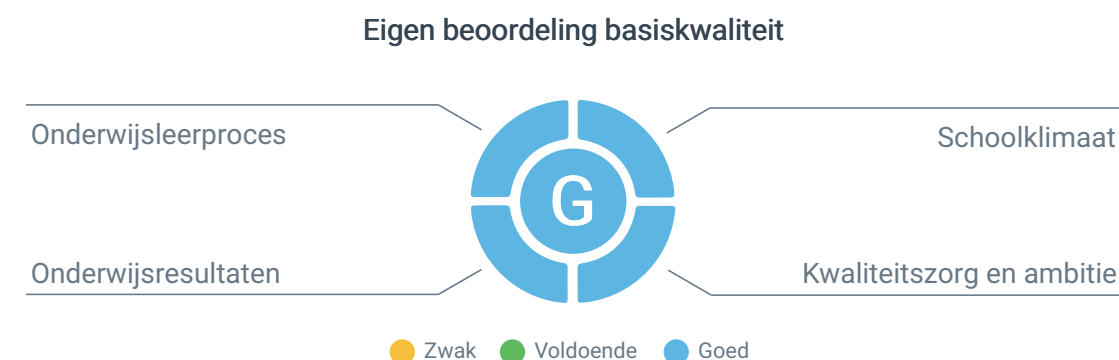 Eigen beoordeling basiskwaliteit
Onderwijsleerproces
Schoolklimaat
G
Onderwijsresultaten
Kwaliteitszorg en ambitie
Zwak
Voldoende
Goed